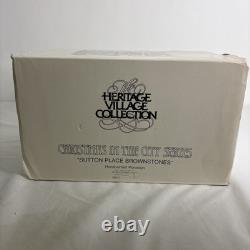 The
HERITAGE
VILLAGE
COLLECTION
CHRISTMAS IN THE CITY SERIES
"SUTTON PLACE BROWNSTONES"